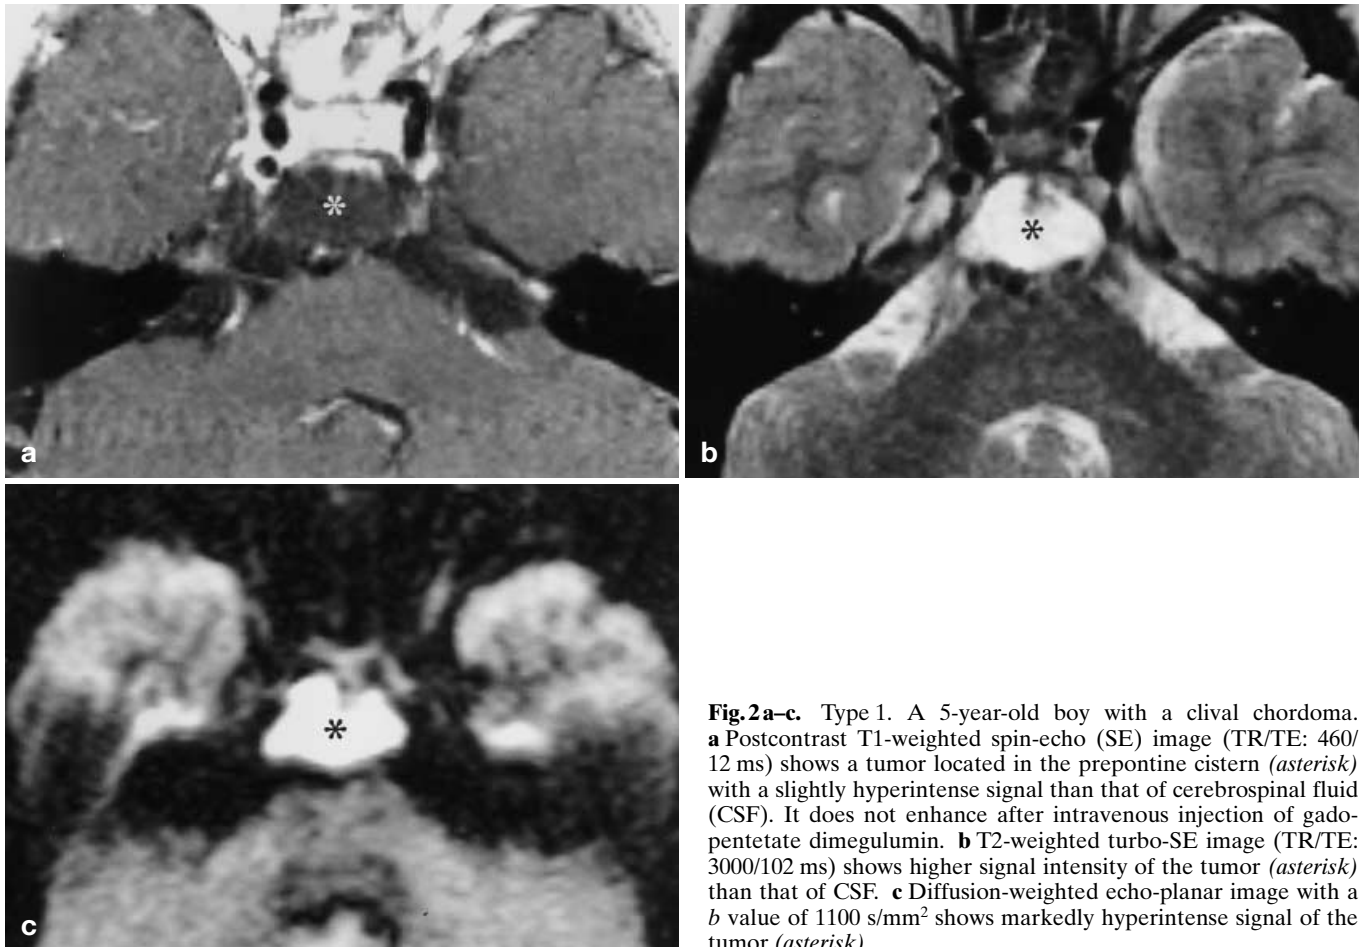 *
a
*
b
*
c
Fig. 2 a–c. Type 1. A 5-year-old boy with a clival chordoma.
a Postcontrast T1-weighted spin-echo (SE) image (TR/TE: 460/
12 ms) shows a tumor located in the prepontine cistern (asterisk)
with a slightly hyperintense signal than that of cerebrospinal fluid
(CSF). It does not enhance after intravenous injection of gado-
pentetate dimegulumin. b T2-weighted turbo-SE image (TR/TE:
3000/102 ms) shows higher signal intensity of the tumor (asterisk)
than that of CSF. c Diffusion-weighted echo-planar image with a
b value of 1100 s/mm² shows markedly hyperintense signal of the
tumor (asterisk)